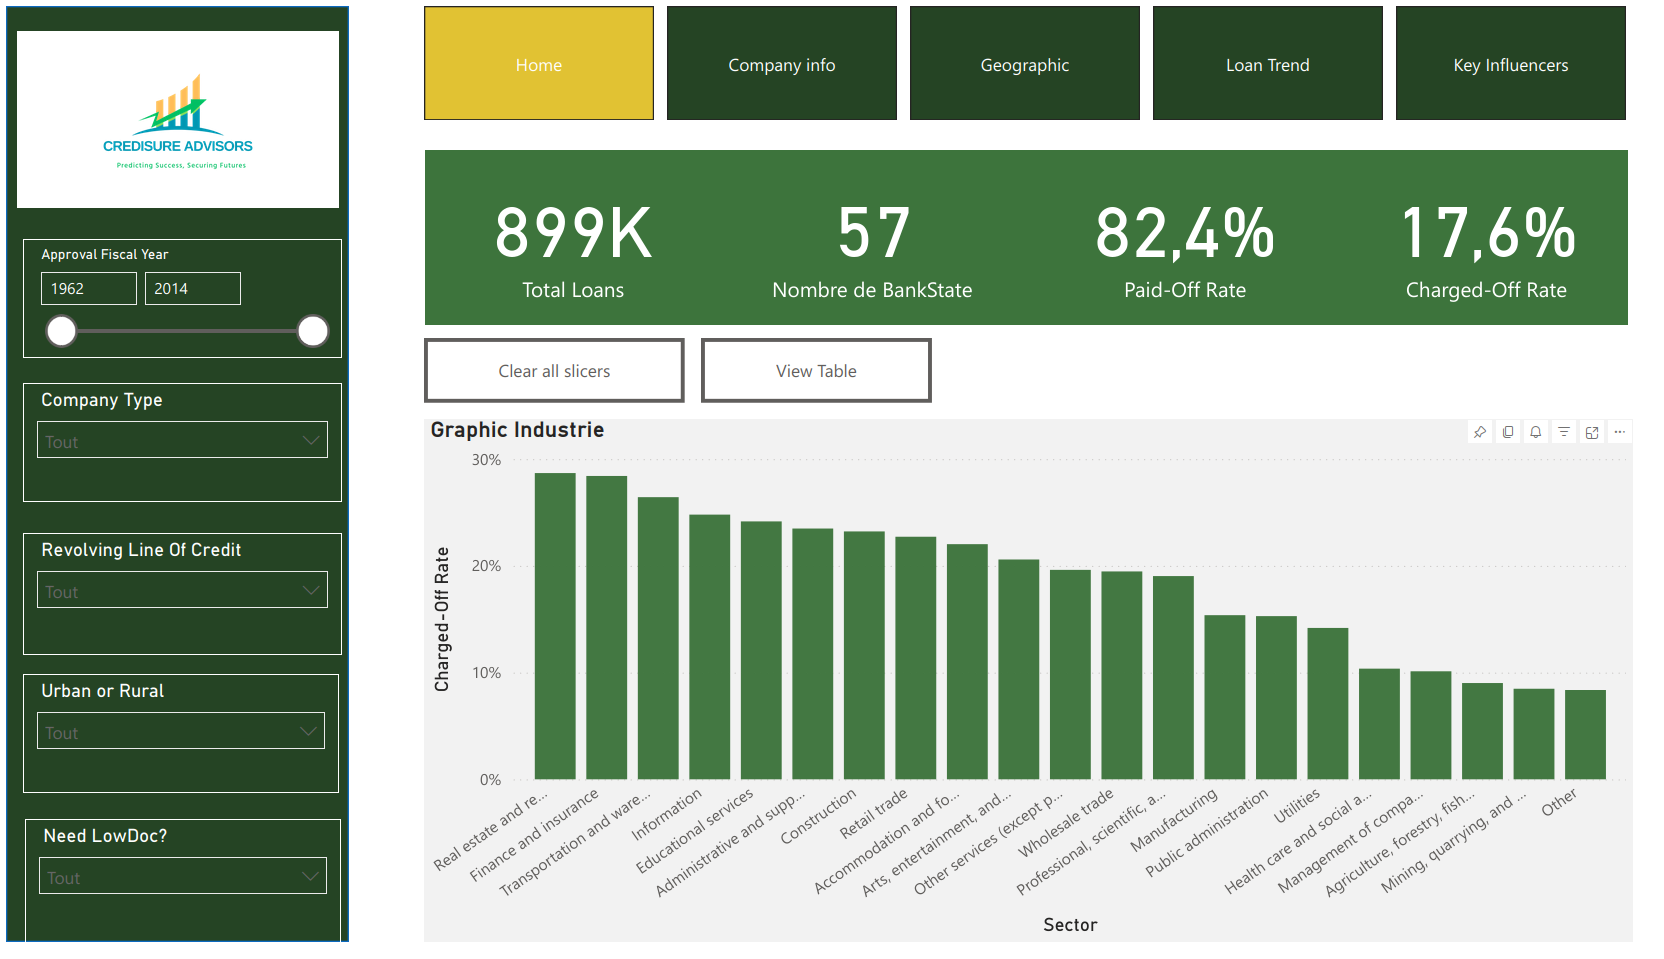 CREDISURE ADVISORS
Predicting Success, Securing Futures
Approval Fiscal Year
1962
2014
Company Type
Tout
Revolving Line Of Credit
Tout
Urban or Rural
Tout
Need LowDoc?
Tout
Home
Company info
Geographic
Loan Trend
Key Influencers
899K
Total Loans
57
Nombre de BankState
82,4%
Paid-Off Rate
17,6%
Charged-Off Rate
Clear all slicers
View Table
Graphic Industrie
Charged-Off Rate
30%
20%
10%
0%
Real estate and re...
Finance and insurance
Transportation and ware...
Information
Educational services
Administrative and supp...
Construction
Retail trade
Accommodation and fo...
Arts, entertainment, and...
Other services (except p...
Wholesale trade
Professional, scientific, a...
Manufacturing
Public administration
Utilities
Health care and social a...
Management of compa...
Agriculture, forestry, fish...
Mining, quarrying, and ...
Other
Sector